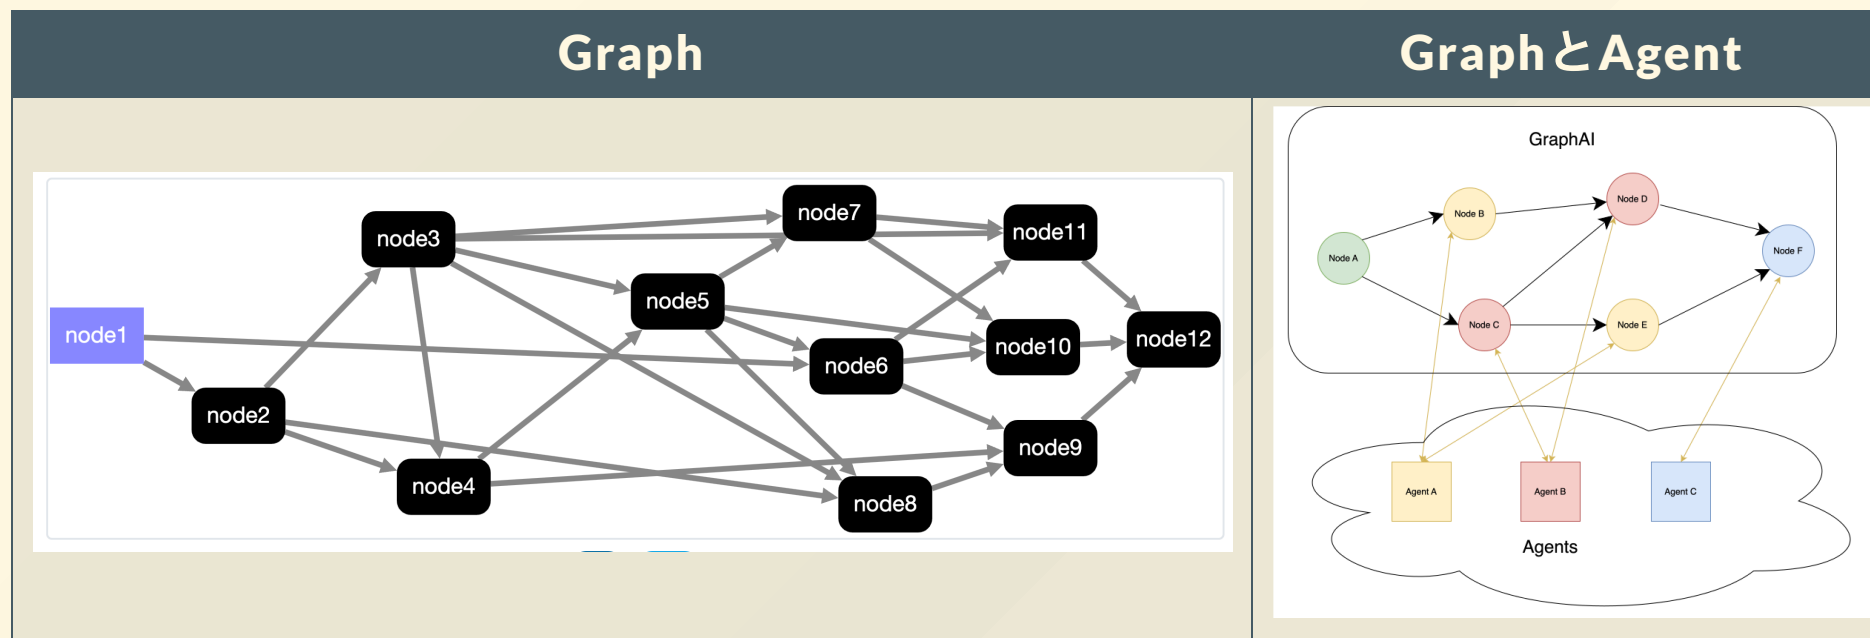 Graph
GraphとAgent
node1
node2
node3
node4
node5
node6
node7
node8
node9
node10
node11
node12
GraphAI
Node A
Node B
Node C
Node D
Node E
Node F
Agent A
Agent B
Agent C
Agents